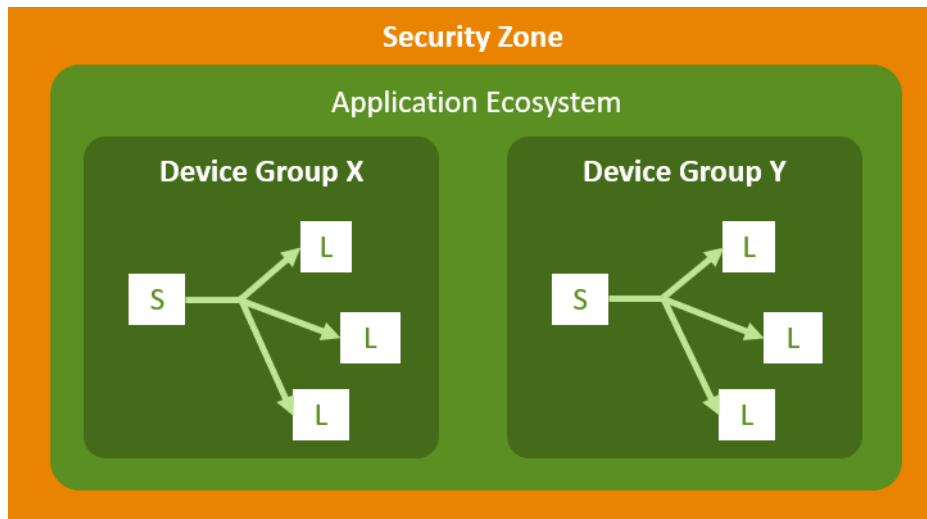 Security Zone
Application Ecosystem
Device Group X
L
S
L
L
Device Group Y
L
S
L
L